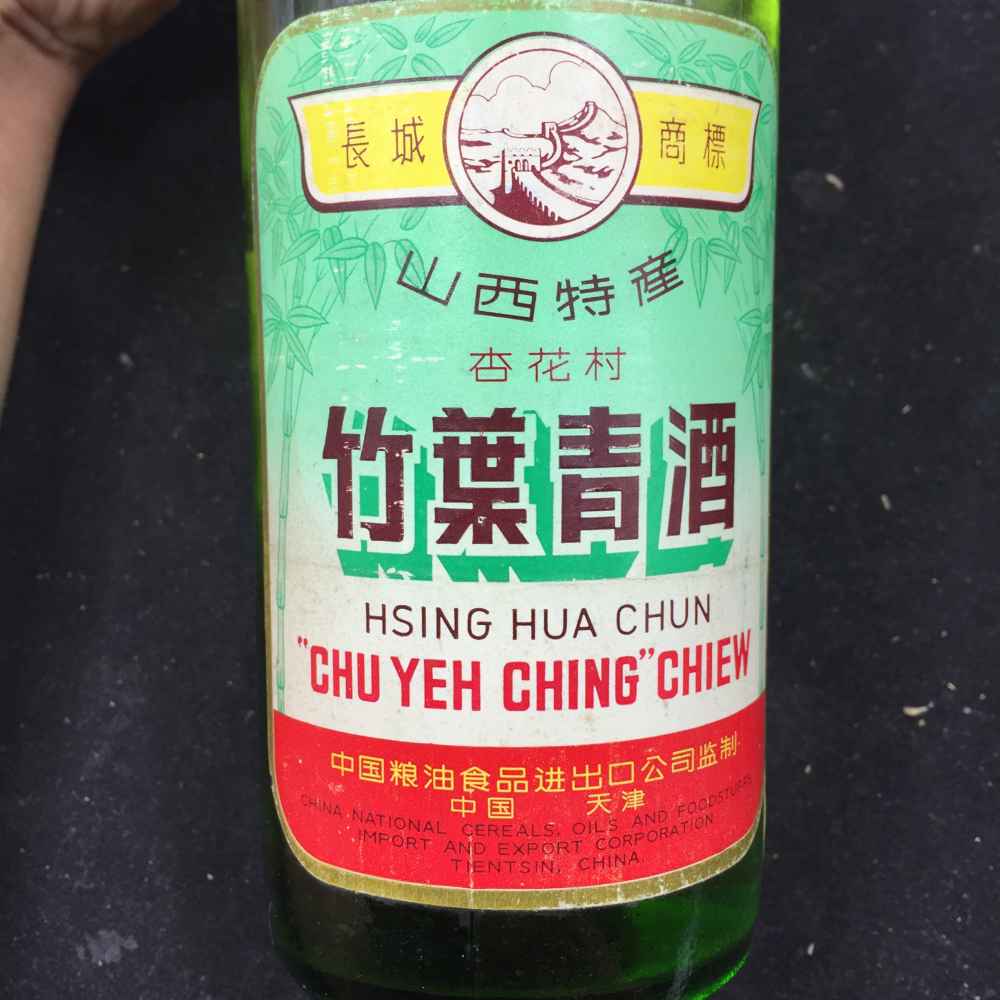 長城 商標
山西特産
杏花村
竹葉青酒
HSING HUA CHUN
"CHU YEH CHING" CHIEW
中国粮油食品进出口公司监制
中国 天津
CHINA NATIONAL CEREALS, OILS AND FOODSTUFFS
IMPORT AND EXPORT CORPORATION
TIENTSIN, CHINA.